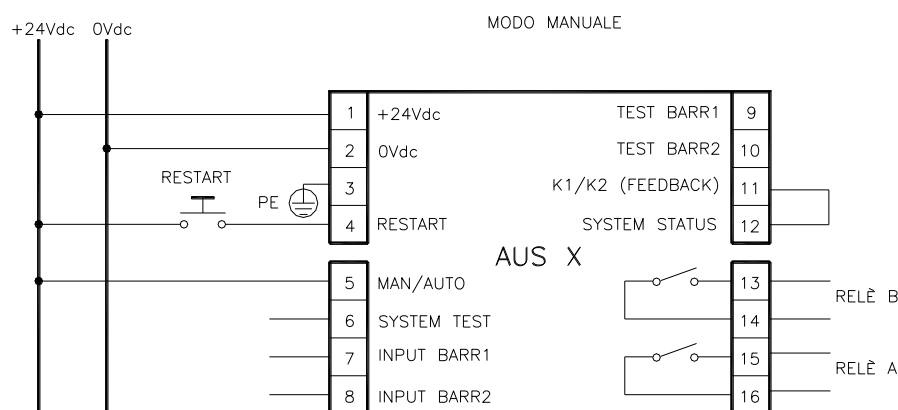 MODO MANUALE
+24Vdc 0Vdc
1 +24Vdc TEST BARR1 9
2 0Vdc TEST BARR2 10
RESTART
PE 3 K1/K2 (FEEDBACK) 11
4 RESTART SYSTEM STATUS 12
AUS X
5 MAN/AUTO 13
RELÈ B
6 SYSTEM TEST 14
7 INPUT BARR1 15
RELÈ A
8 INPUT BARR2 16